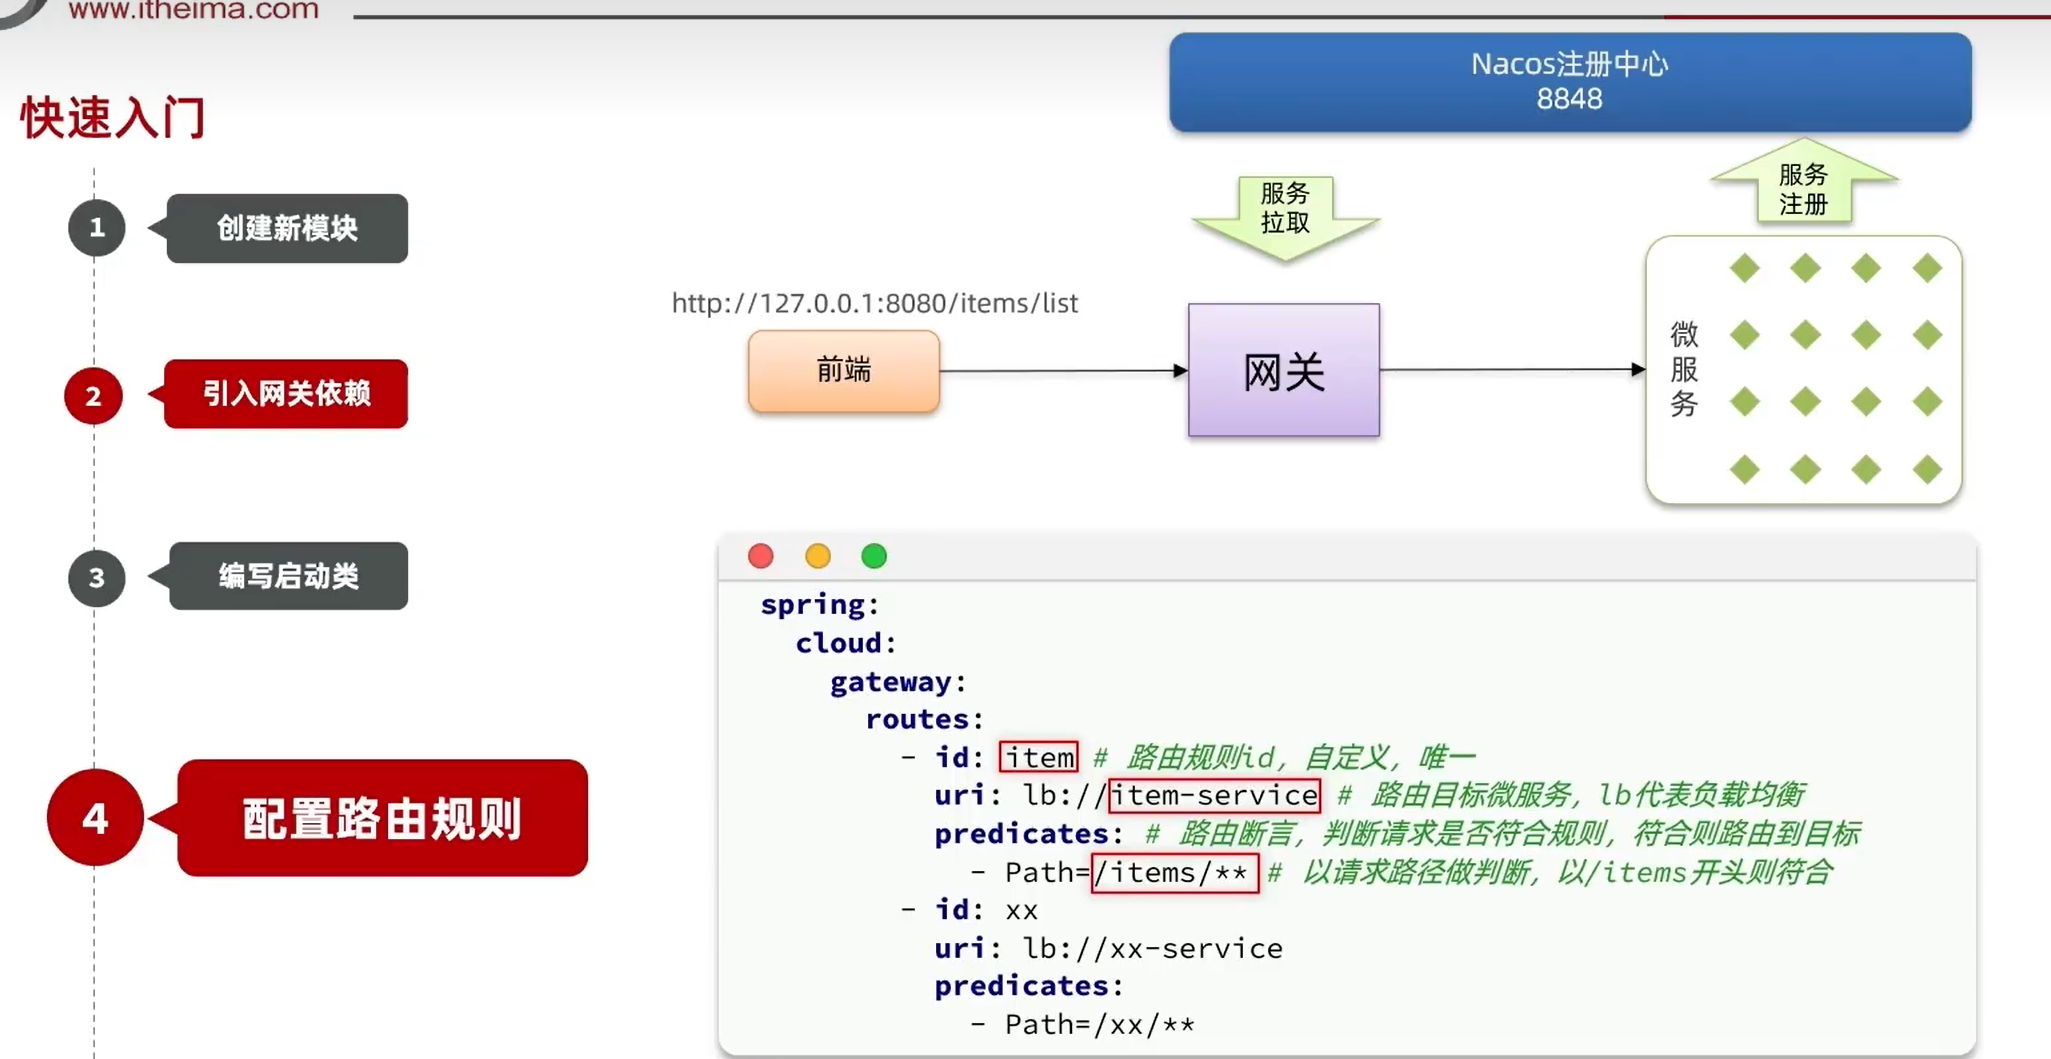 www.itheima.com
快速入门
1
创建新模块
2
引入网关依赖
3
编写启动类
4
配置路由规则
Nacos注册中心
8848
服务
拉取
服务
注册
http://127.0.0.1:8080/items/list
前端
网关
微
服
务
spring:
cloud:
gateway:
routes:
- id: item # 路由规则id，自定义，唯一
uri: lb://item-service # 路由目标微服务，lb代表负载均衡
predicates: # 路由断言，判断请求是否符合规则，符合则路由到目标
- Path=/items/** # 以请求路径做判断，以/items开头则符合
- id: xx
uri: lb://xx-service
predicates:
- Path=/xx/**